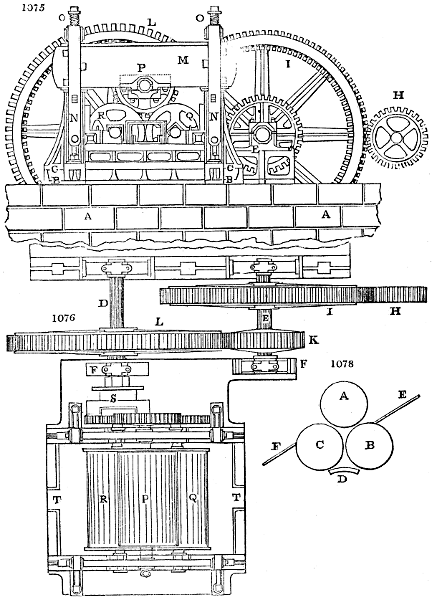 1075 O L O
M I
P H
N R Q N
E
C C
B B
A A
D E I H
1076 L K
F F 1078
S A E
F C B
D
T R P Q T